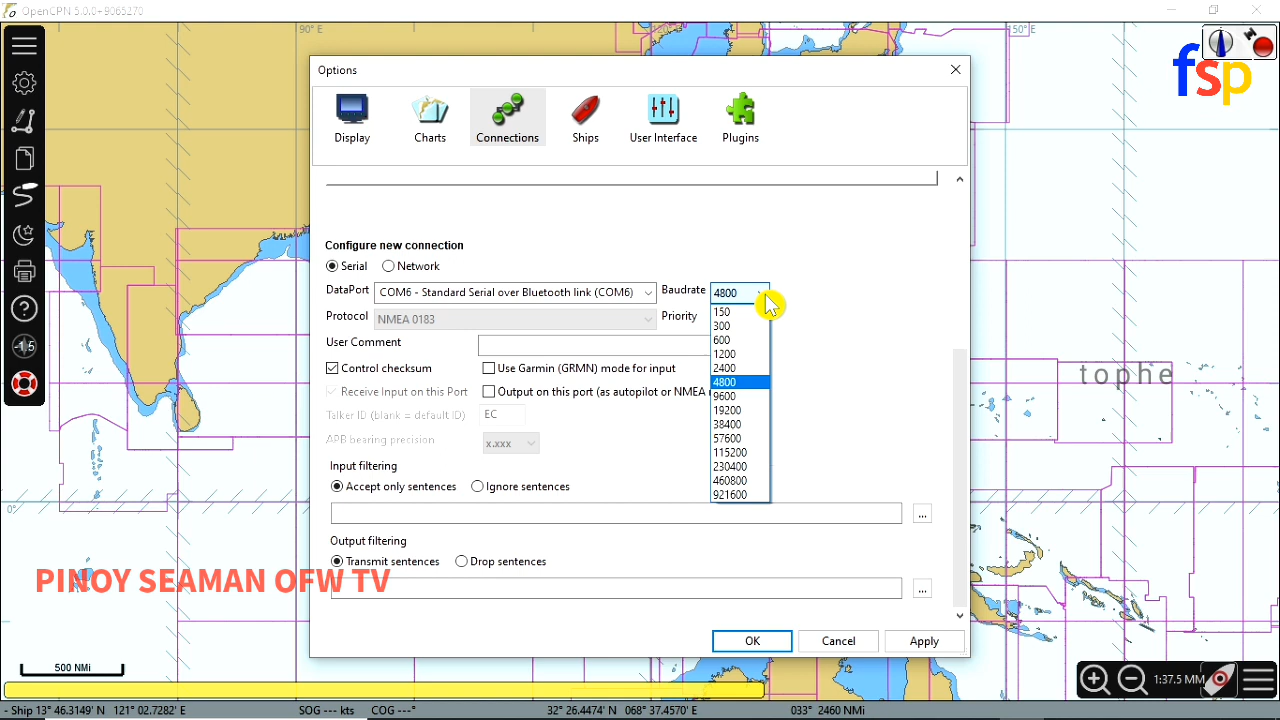 OpenCPN 5.0.0+9065270
90° E
150° E
fsp
N
Options
Display
Charts
Connections
Ships
User Interface
Plugins
Configure new connection
Serial
Network
DataPort
COM6 - Standard Serial over Bluetooth link (COM6)
Baudrate
4800
Protocol
NMEA 0183
Priority
150
300
600
1200
2400
4800
9600
19200
38400
57600
115200
230400
460800
921600
User Comment
Control checksum
Use Garmin (GRMN) mode for input
Receive Input on this Port
Output on this port (as autopilot or NMEA
Talker ID (blank = default ID)
EC
APB bearing precision
x.xxx
Input filtering
Accept only sentences
Ignore sentences
...
Output filtering
Transmit sentences
Drop sentences
...
OK
Cancel
Apply
-1.5
tophe
0°
PINOY SEAMAN OFW TV
500 NMi
1:37.5 MM
- Ship 13° 46.3149' N 121° 02.7282' E
SOG --- kts
COG ---°
32° 26.4474' N 068° 37.4570' E
033° 2460 NMi